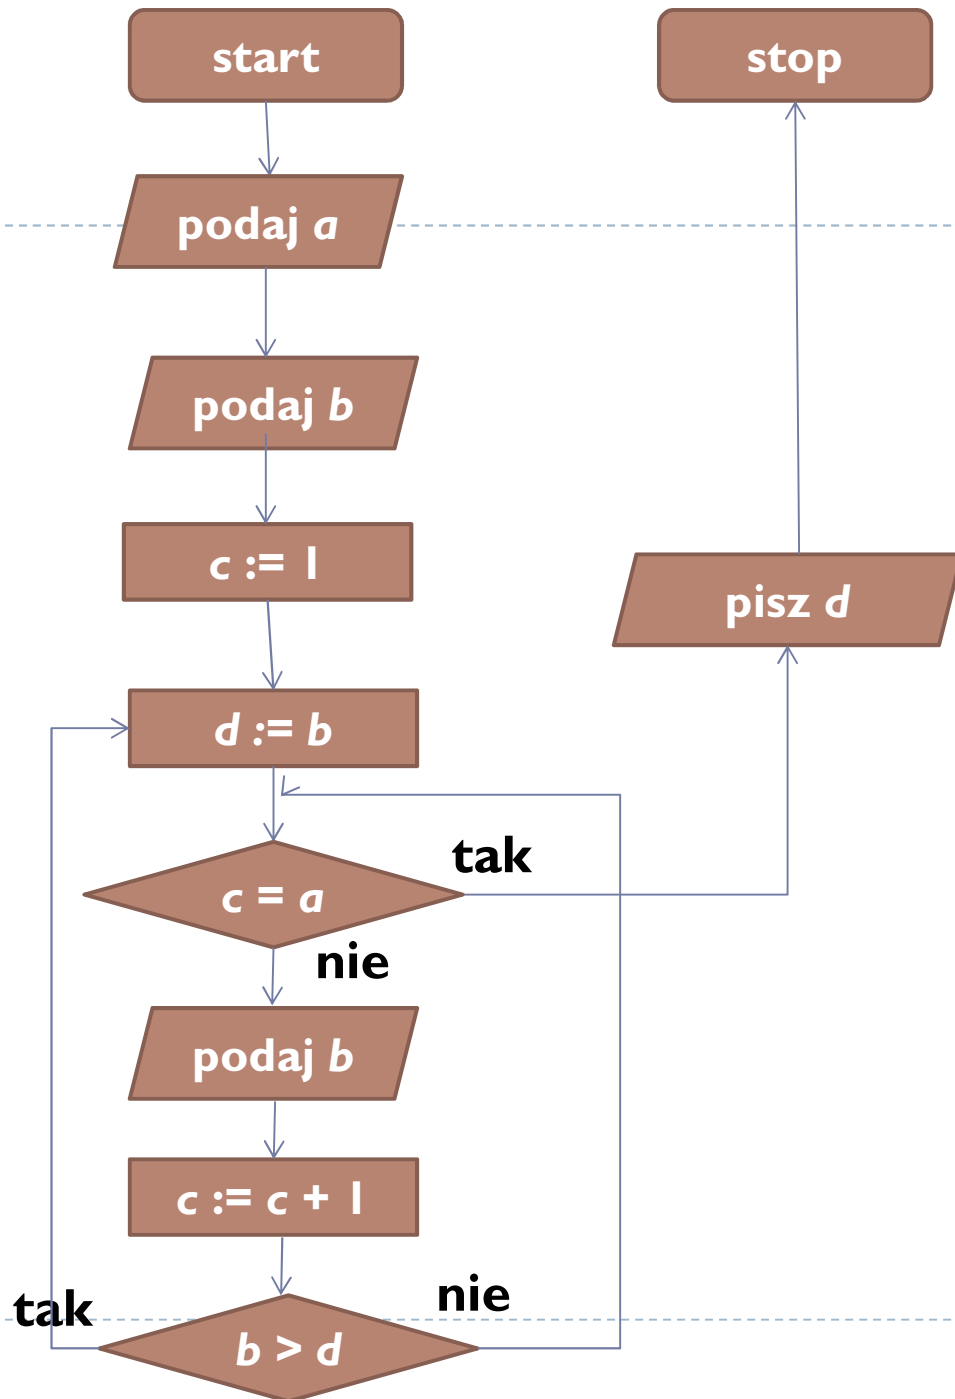 start
stop
podaj a
podaj b
c := 1
pisz d
d := b
tak
c = a
nie
podaj b
c := c + 1
nie
tak
b > d